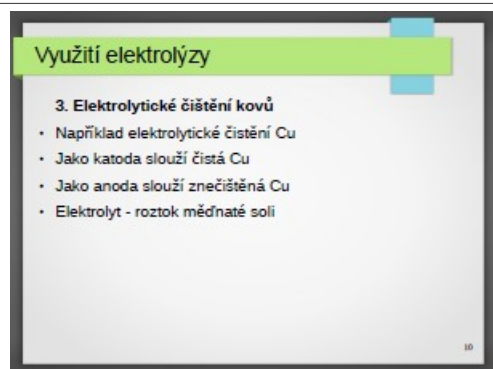 Využití elektrolýzy
3. Elektrolytické čištění kovů
• Například elektrolytické čistění Cu
• Jako katoda slouží čistá Cu
• Jako anoda slouží znečištěná Cu
• Elektrolyt - roztok měďnaté soli
10